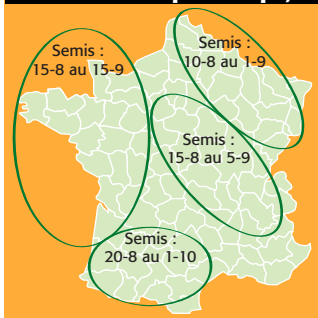 Semis :
15-8 au 15-9
Semis :
10-8 au 1-9
Semis :
15-8 au 5-9
Semis :
20-8 au 1-10